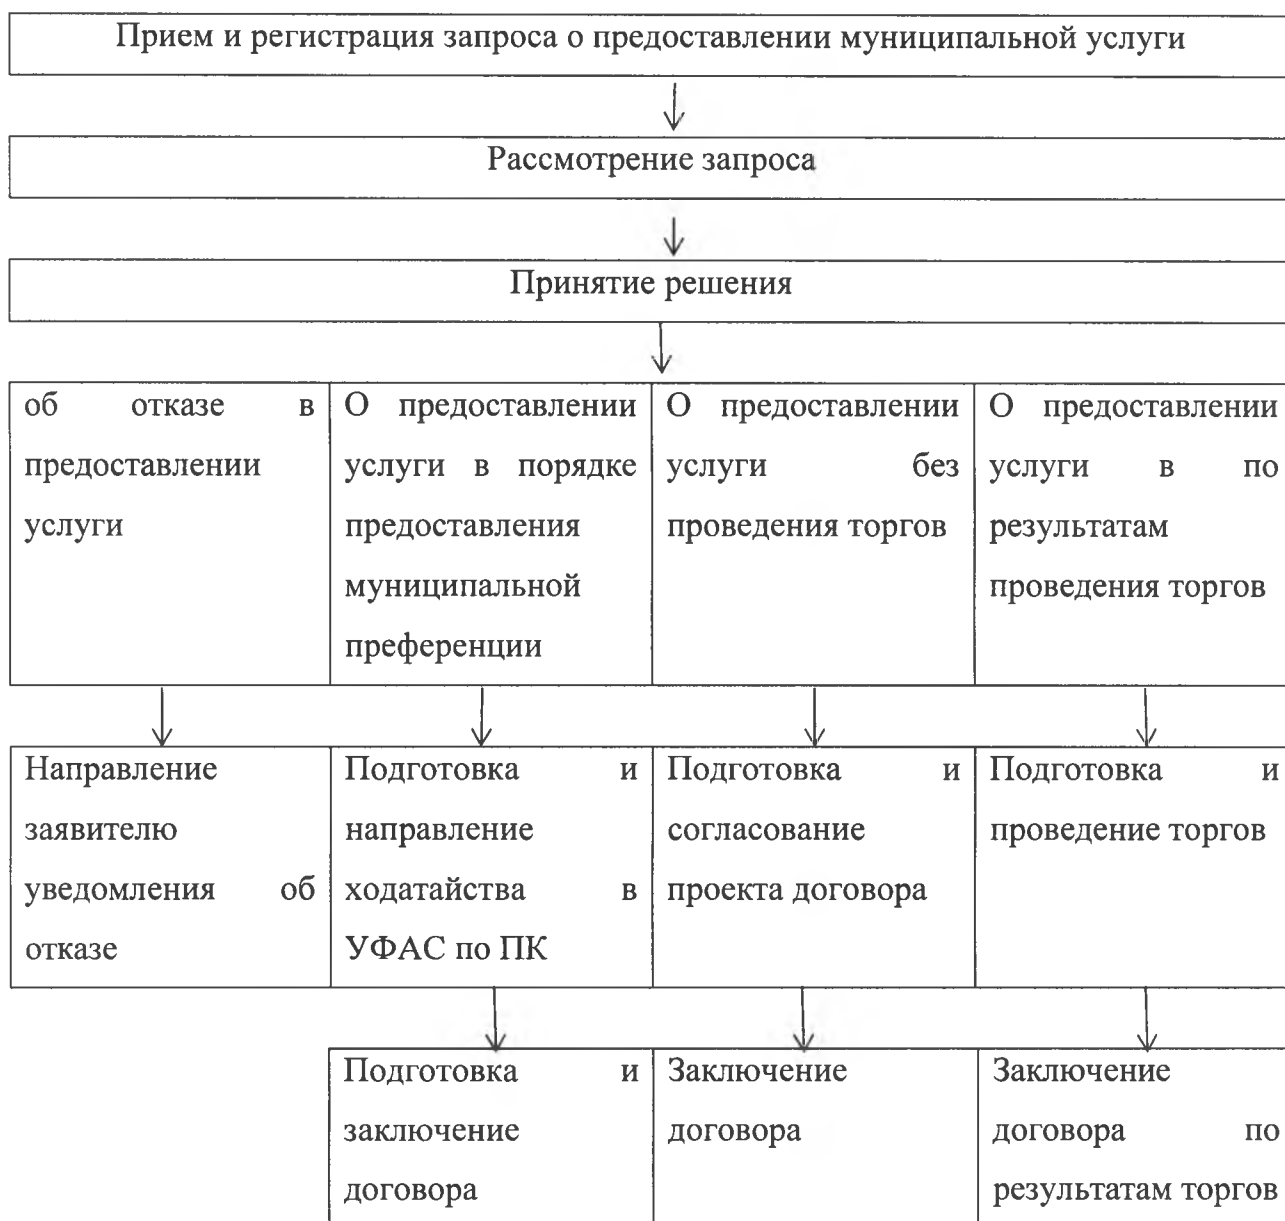 Прием и регистрация запроса о предоставлении муниципальной услуги
Рассмотрение запроса
Принятие решения
об отказе в
предоставлении
услуги
О предоставлении
услуги в порядке
предоставления
муниципальной
преференции
О предоставлении
услуги без
проведения торгов
О предоставлении
услуги в по
результатам
проведения торгов
Направление
заявителю
уведомления об
отказе
Подготовка и
направление
ходатайства в
УФАС по ПК
Подготовка и
согласование
проекта договора
Подготовка и
проведение торгов
Подготовка и
заключение
договора
Заключение
договора
Заключение
договора по
результатам торгов